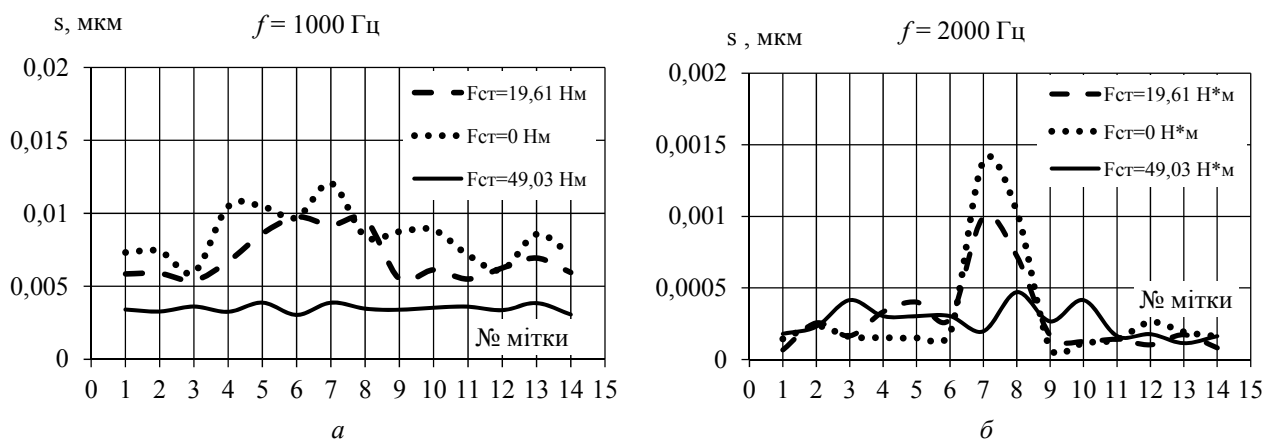 s, мкм f = 1000 Гц
0,02
0,015
0,01
0,005
0
Fст=19,61 Нм
Fст=0 Нм
Fст=49,03 Нм
№ мітки
0 1 2 3 4 5 6 7 8 9 10 11 12 13 14 15
а
s , мкм f = 2000 Гц
0,002
0,0015
0,001
0,0005
0
Fст=19,61 Н*м
Fст=0 Н*м
Fст=49,03 Н*м
№ мітки
0 1 2 3 4 5 6 7 8 9 10 11 12 13 14 15
б